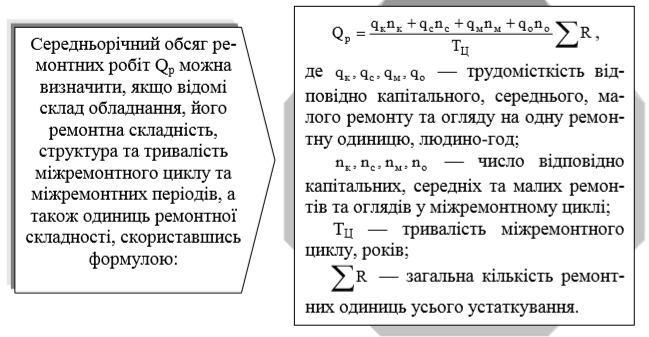 Середньорічний обсяг ре-
монтних робіт Qр можна
визначити, якщо відомі
склад обладнання, його
ремонтна складність,
структура та тривалість
міжремонтного циклу та
міжремонтних періодів, а
також одиниць ремонтної
складності, скориставшись
формулою:
Qр = (qкnк + qсnс + qмnм + qоnо) / TЦ ∑R ,
де qк, qс, qм, qо — трудомісткість від-
повідно капітального, середнього, ма-
лого ремонту та огляду на одну ремон-
тну одиницю, людино-год;
nк, nс, nм, nо — число відповідно
капітальних, середніх та малих ремон-
тів та оглядів у міжремонтному циклі;
TЦ — тривалість міжремонтного
циклу, років;
∑R — загальна кількість ремонт-
них одиниць усього устаткування.